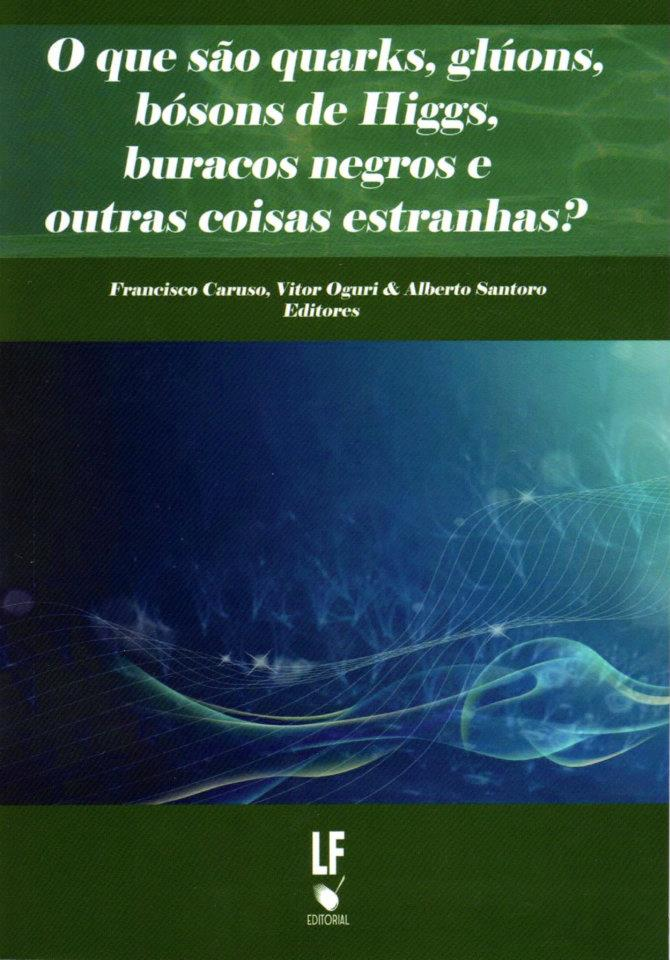 O que são quarks, glúons,
bósons de Higgs,
buracos negros e
outras coisas estranhas?
Francisco Caruso, Vitor Oguri & Alberto Santoro
Editores
LF
EDITORIAL